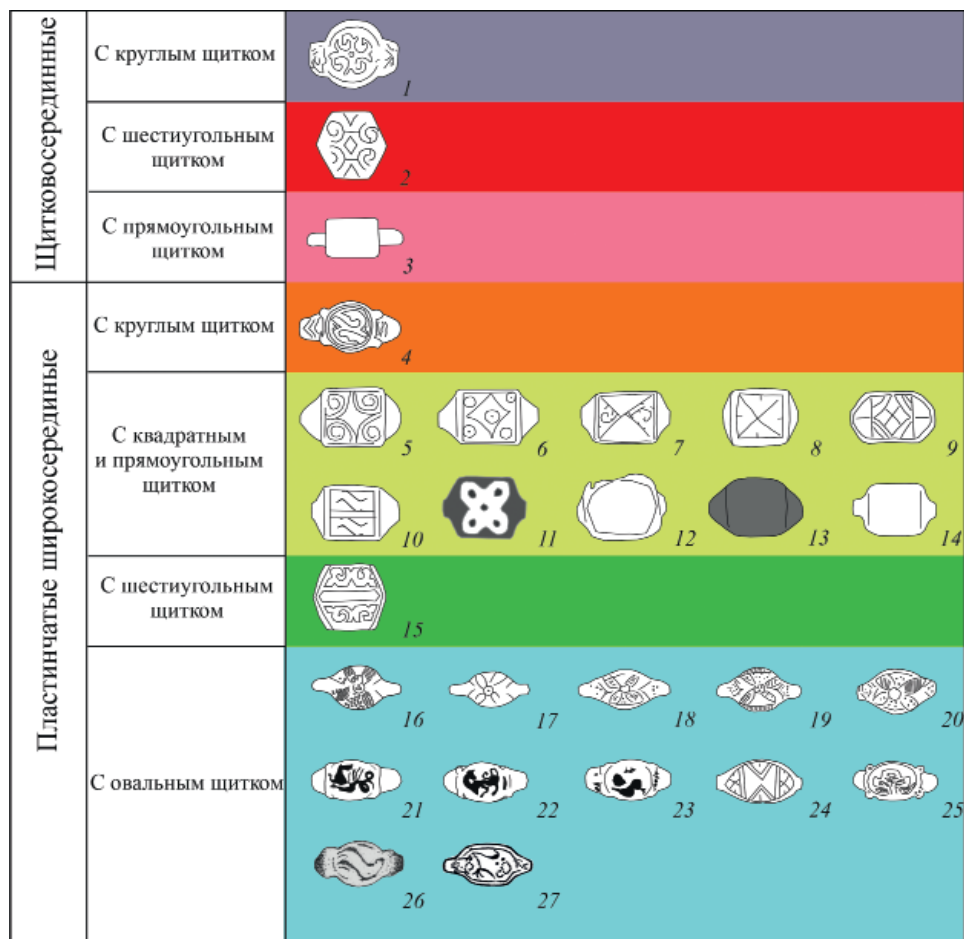 Щитковосерединные
С круглым щитком
1
С шестиугольным
щитком
2
С прямоугольным
щитком
3
Пластинчатые широкосерединые
С круглым щитком
4
С квадратным
и прямоугольным
щитком
5 6 7 8 9
10 11 12 13 14
С шестиугольным
щитком
15
С овальным щитком
16 17 18 19 20
21 22 23 24 25
26 27